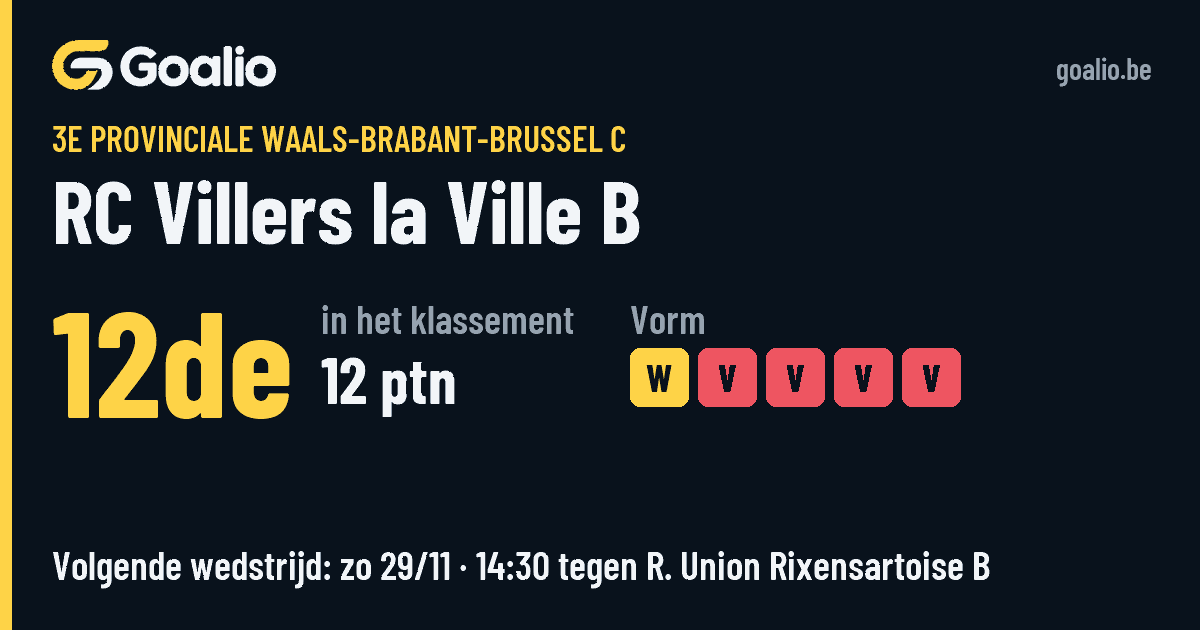 Goalio
goalio.be
3E PROVINCIALE WAALS-BRABANT-BRUSSEL C
RC Villers la Ville B
12de
in het klassement
12 ptn
Vorm
W V V V V
Volgende wedstrijd: zo 29/11 · 14:30 tegen R. Union Rixensartoise B